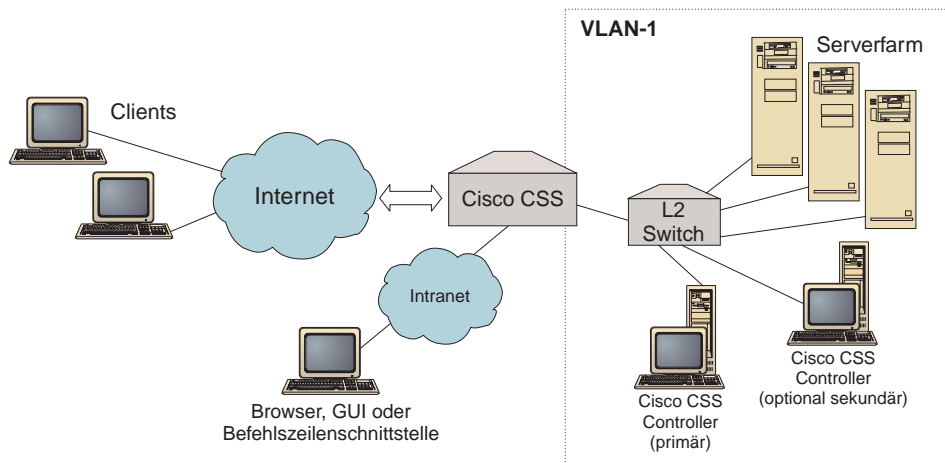 VLAN-1
Serverfarm
Clients
Internet
Cisco CSS
L2
Switch
Intranet
Browser, GUI oder
Befehlszeilenschnittstelle
Cisco CSS
Controller
(primär)
Cisco CSS
Controller
(optional sekundär)